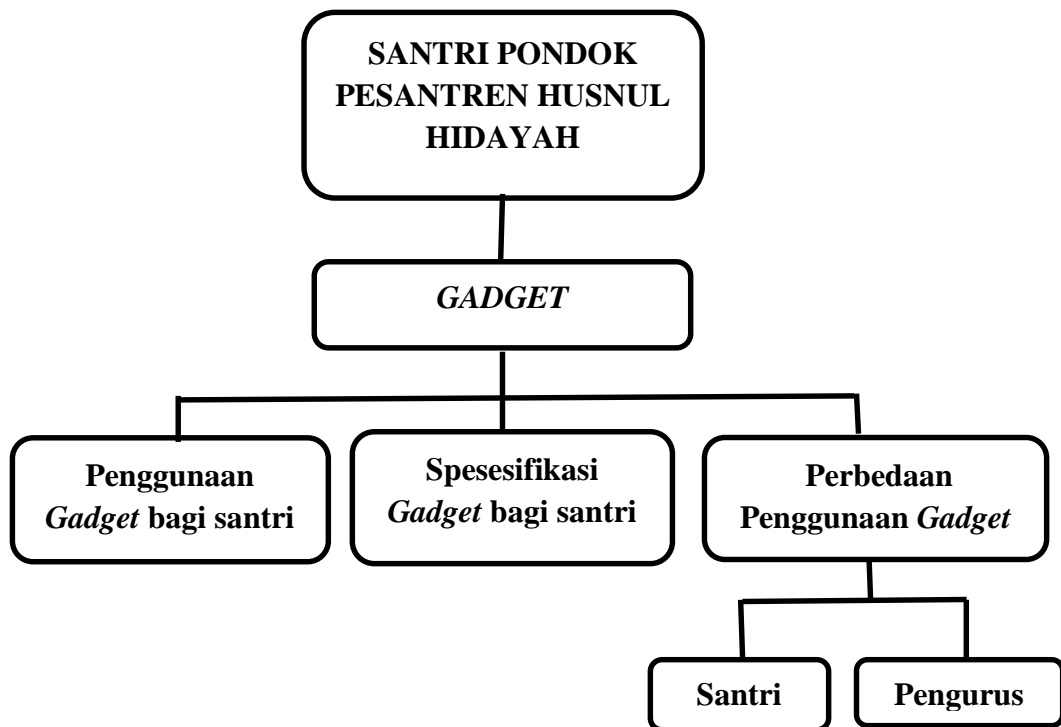 SANTRI PONDOK
PESANTREN HUSNUL
HIDAYAH
GADGET
Penggunaan
Gadget bagi santri
Spesesifikasi
Gadget bagi santri
Perbedaan
Penggunaan Gadget
Santri
Pengurus